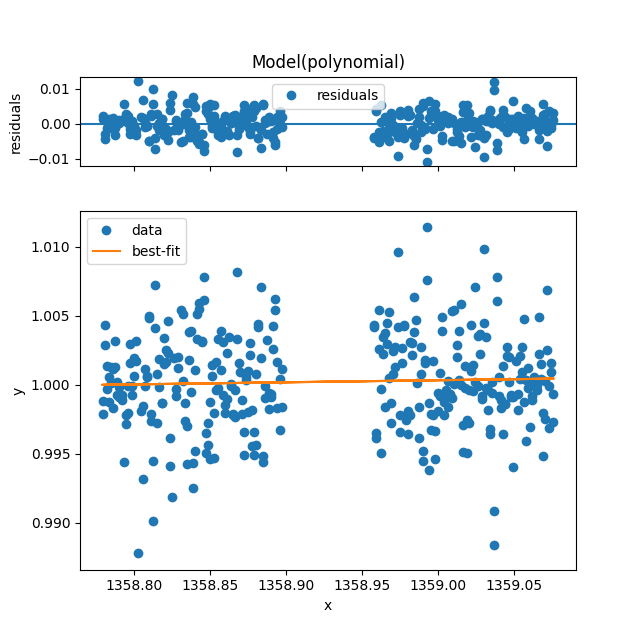 Model(polynomial)
0.01
0.00
−0.01
residuals
residuals
data
best-fit
1.010
1.005
1.000
0.995
0.990
y
1358.80 1358.85 1358.90 1358.95 1359.00 1359.05
x